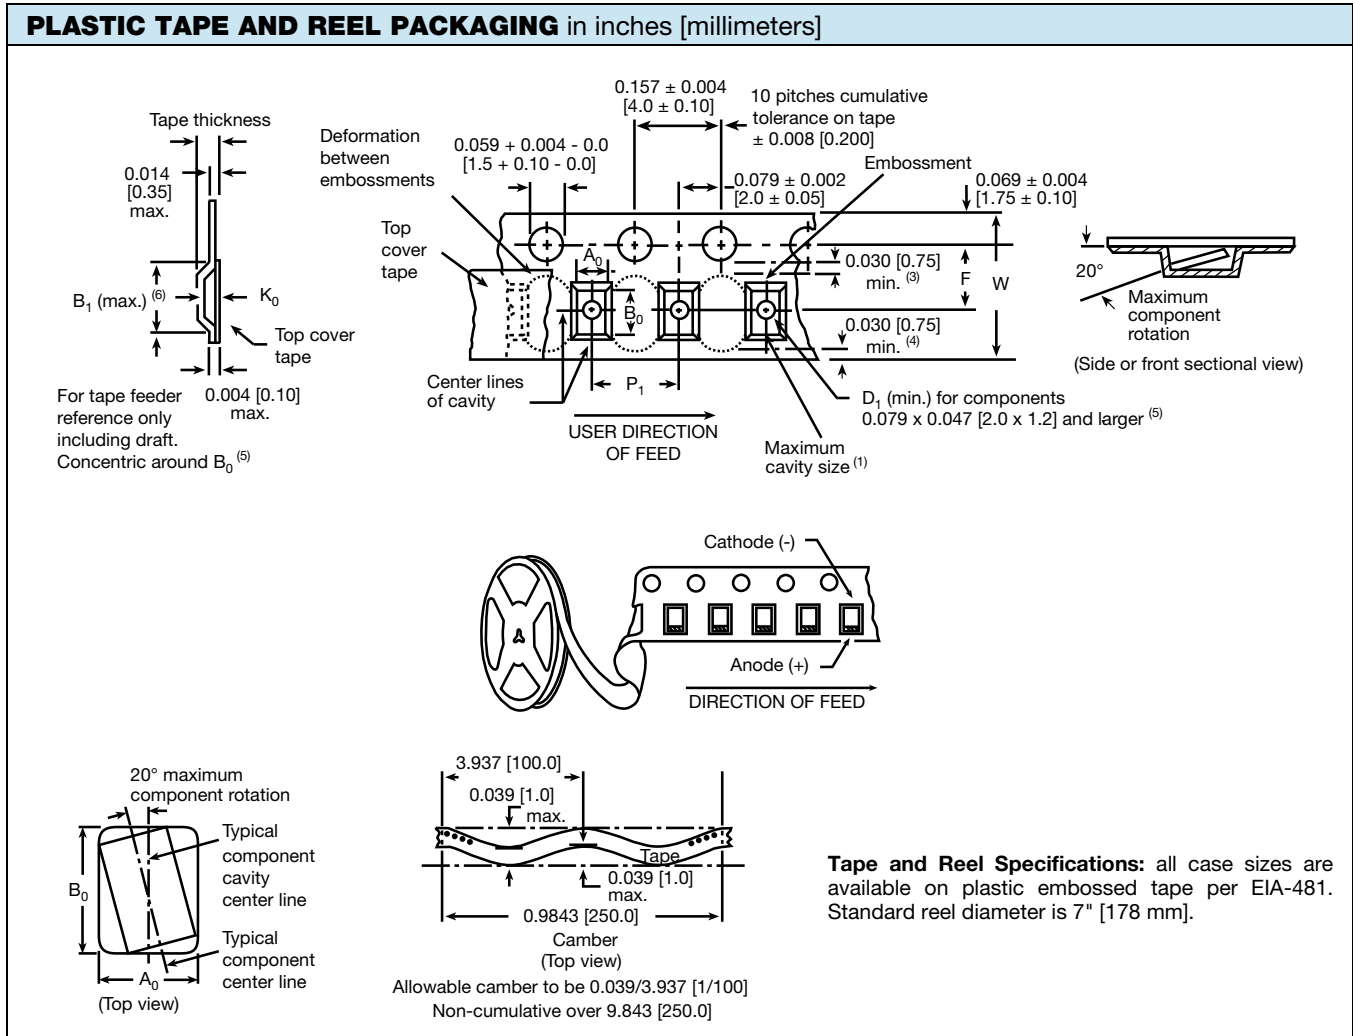 PLASTIC TAPE AND REEL PACKAGING in inches [millimeters]
Tape thickness
0.014
[0.35]
max.
B1 (max.) (6)
K0
Top cover
tape
For tape feeder
reference only
including draft.
Concentric around B0 (5)
0.004 [0.10]
max.
Deformation
between
embossments
Top
cover
tape
0.059 + 0.004 - 0.0
[1.5 + 0.10 - 0.0]
0.157 ± 0.004
[4.0 ± 0.10]
10 pitches cumulative
tolerance on tape
± 0.008 [0.200]
Embossment
0.079 ± 0.002
[2.0 ± 0.05]
0.069 ± 0.004
[1.75 ± 0.10]
A0
B0
0.030 [0.75]
min. (3)
F
W
0.030 [0.75]
min. (4)
Center lines
of cavity
P1
USER DIRECTION
OF FEED
D1 (min.) for components
0.079 x 0.047 [2.0 x 1.2] and larger (5)
Maximum
cavity size (1)
20°
Maximum
component
rotation
(Side or front sectional view)
Cathode (-)
Anode (+)
DIRECTION OF FEED
20° maximum
component rotation
Typical
component
cavity
center line
B0
Typical
component
center line
A0
(Top view)
3.937 [100.0]
0.039 [1.0]
max.
Tape
0.039 [1.0]
max.
0.9843 [250.0]
Camber
(Top view)
Allowable camber to be 0.039/3.937 [1/100]
Non-cumulative over 9.843 [250.0]
Tape and Reel Specifications: all case sizes are
available on plastic embossed tape per EIA-481.
Standard reel diameter is 7" [178 mm].